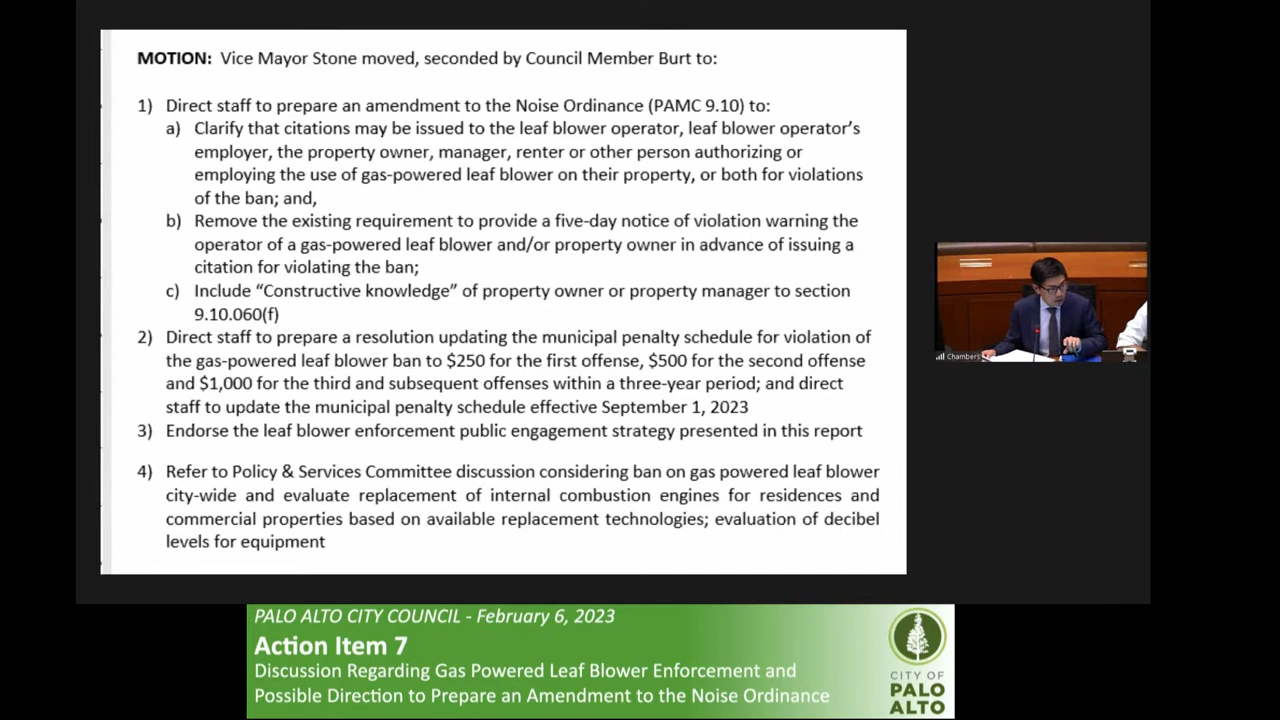 MOTION: Vice Mayor Stone moved, seconded by Council Member Burt to:
1) Direct staff to prepare an amendment to the Noise Ordinance (PAMC 9.10) to:
a) Clarify that citations may be issued to the leaf blower operator, leaf blower operator's
employer, the property owner, manager, renter or other person authorizing or
employing the use of gas-powered leaf blower on their property, or both for violations
of the ban; and,
b) Remove the existing requirement to provide a five-day notice of violation warning the
operator of a gas-powered leaf blower and/or property owner in advance of issuing a
citation for violating the ban;
c) Include “Constructive knowledge” of property owner or property manager to section
9.10.060(f)
2) Direct staff to prepare a resolution updating the municipal penalty schedule for violation of
the gas-powered leaf blower ban to $250 for the first offense, $500 for the second offense
and $1,000 for the third and subsequent offenses within a three-year period; and direct
staff to update the municipal penalty schedule effective September 1, 2023
3) Endorse the leaf blower enforcement public engagement strategy presented in this report
4) Refer to Policy & Services Committee discussion considering ban on gas powered leaf blower
city-wide and evaluate replacement of internal combustion engines for residences and
commercial properties based on available replacement technologies; evaluation of decibel
levels for equipment
Chambers
PALO ALTO CITY COUNCIL - February 6, 2023
Action Item 7
Discussion Regarding Gas Powered Leaf Blower Enforcement and
Possible Direction to Prepare an Amendment to the Noise Ordinance
CITY OF
PALO
ALTO